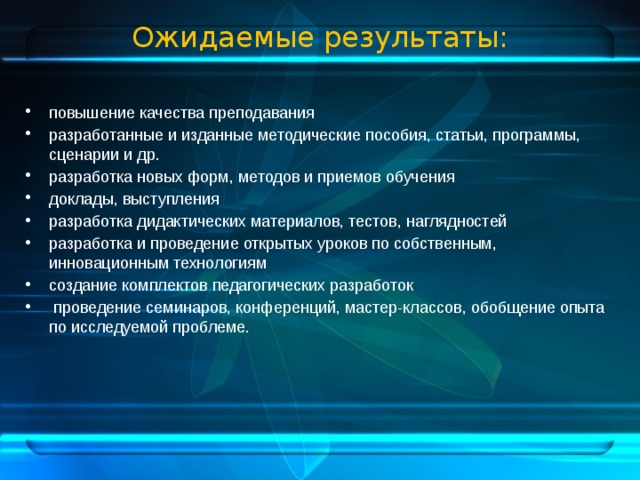 Ожидаемые результаты:
• повышение качества преподавания
• разработанные и изданные методические пособия, статьи, программы,
сценарии и др.
• разработка новых форм, методов и приемов обучения
• доклады, выступления
• разработка дидактических материалов, тестов, наглядностей
• разработка и проведение открытых уроков по собственным,
инновационным технологиям
• создание комплектов педагогических разработок
• проведение семинаров, конференций, мастер-классов, обобщение опыта
по исследуемой проблеме.